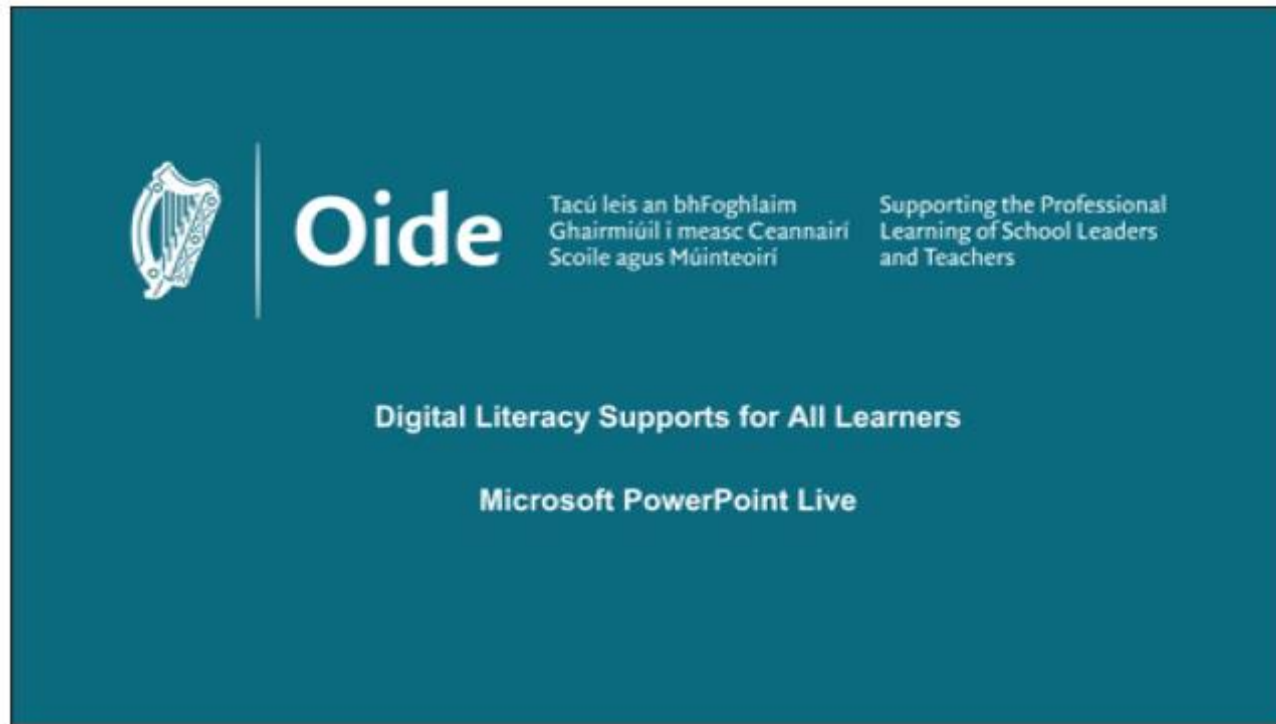 Oide
Tacú leis an bhFoghlaim
Ghairmiúil i measc Ceannairí
Scoile agus Múinteoirí
Supporting the Professional
Learning of School Leaders
and Teachers
Digital Literacy Supports for All Learners
Microsoft PowerPoint Live